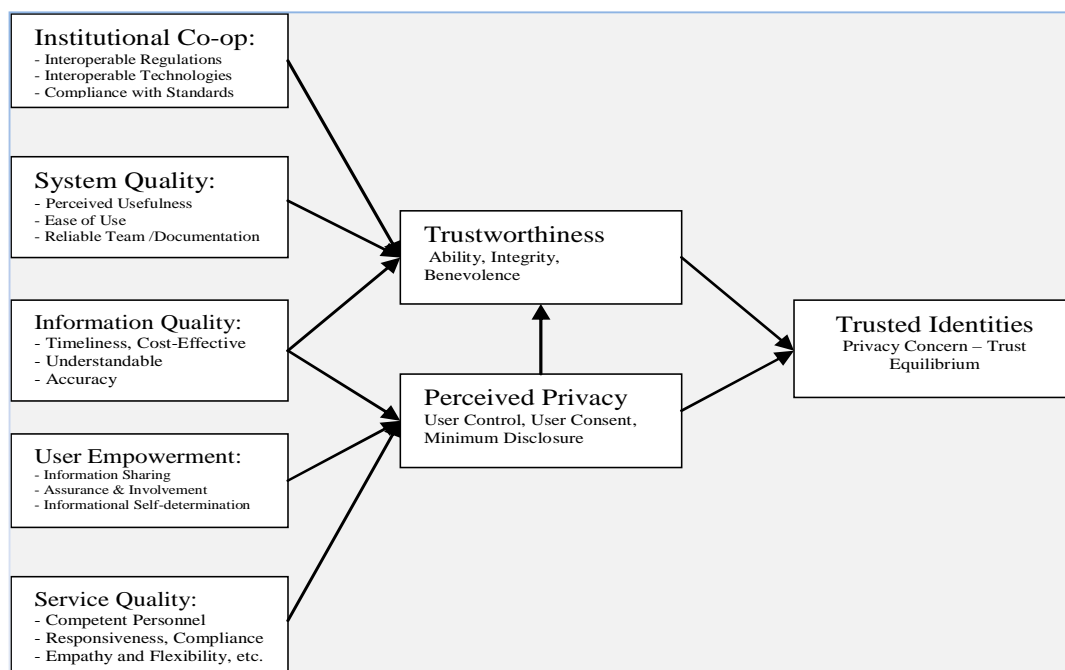 Institutional Co-op:
- Interoperable Regulations
- Interoperable Technologies
- Compliance with Standards
System Quality:
- Perceived Usefulness
- Ease of Use
- Reliable Team /Documentation
Information Quality:
- Timeliness, Cost-Effective
- Understandable
- Accuracy
User Empowerment:
- Information Sharing
- Assurance & Involvement
- Informational Self-determination
Service Quality:
- Competent Personnel
- Responsiveness, Compliance
- Empathy and Flexibility, etc.
Trustworthiness
Ability, Integrity,
Benevolence
Perceived Privacy
User Control, User Consent,
Minimum Disclosure
Trusted Identities
Privacy Concern – Trust
Equilibrium